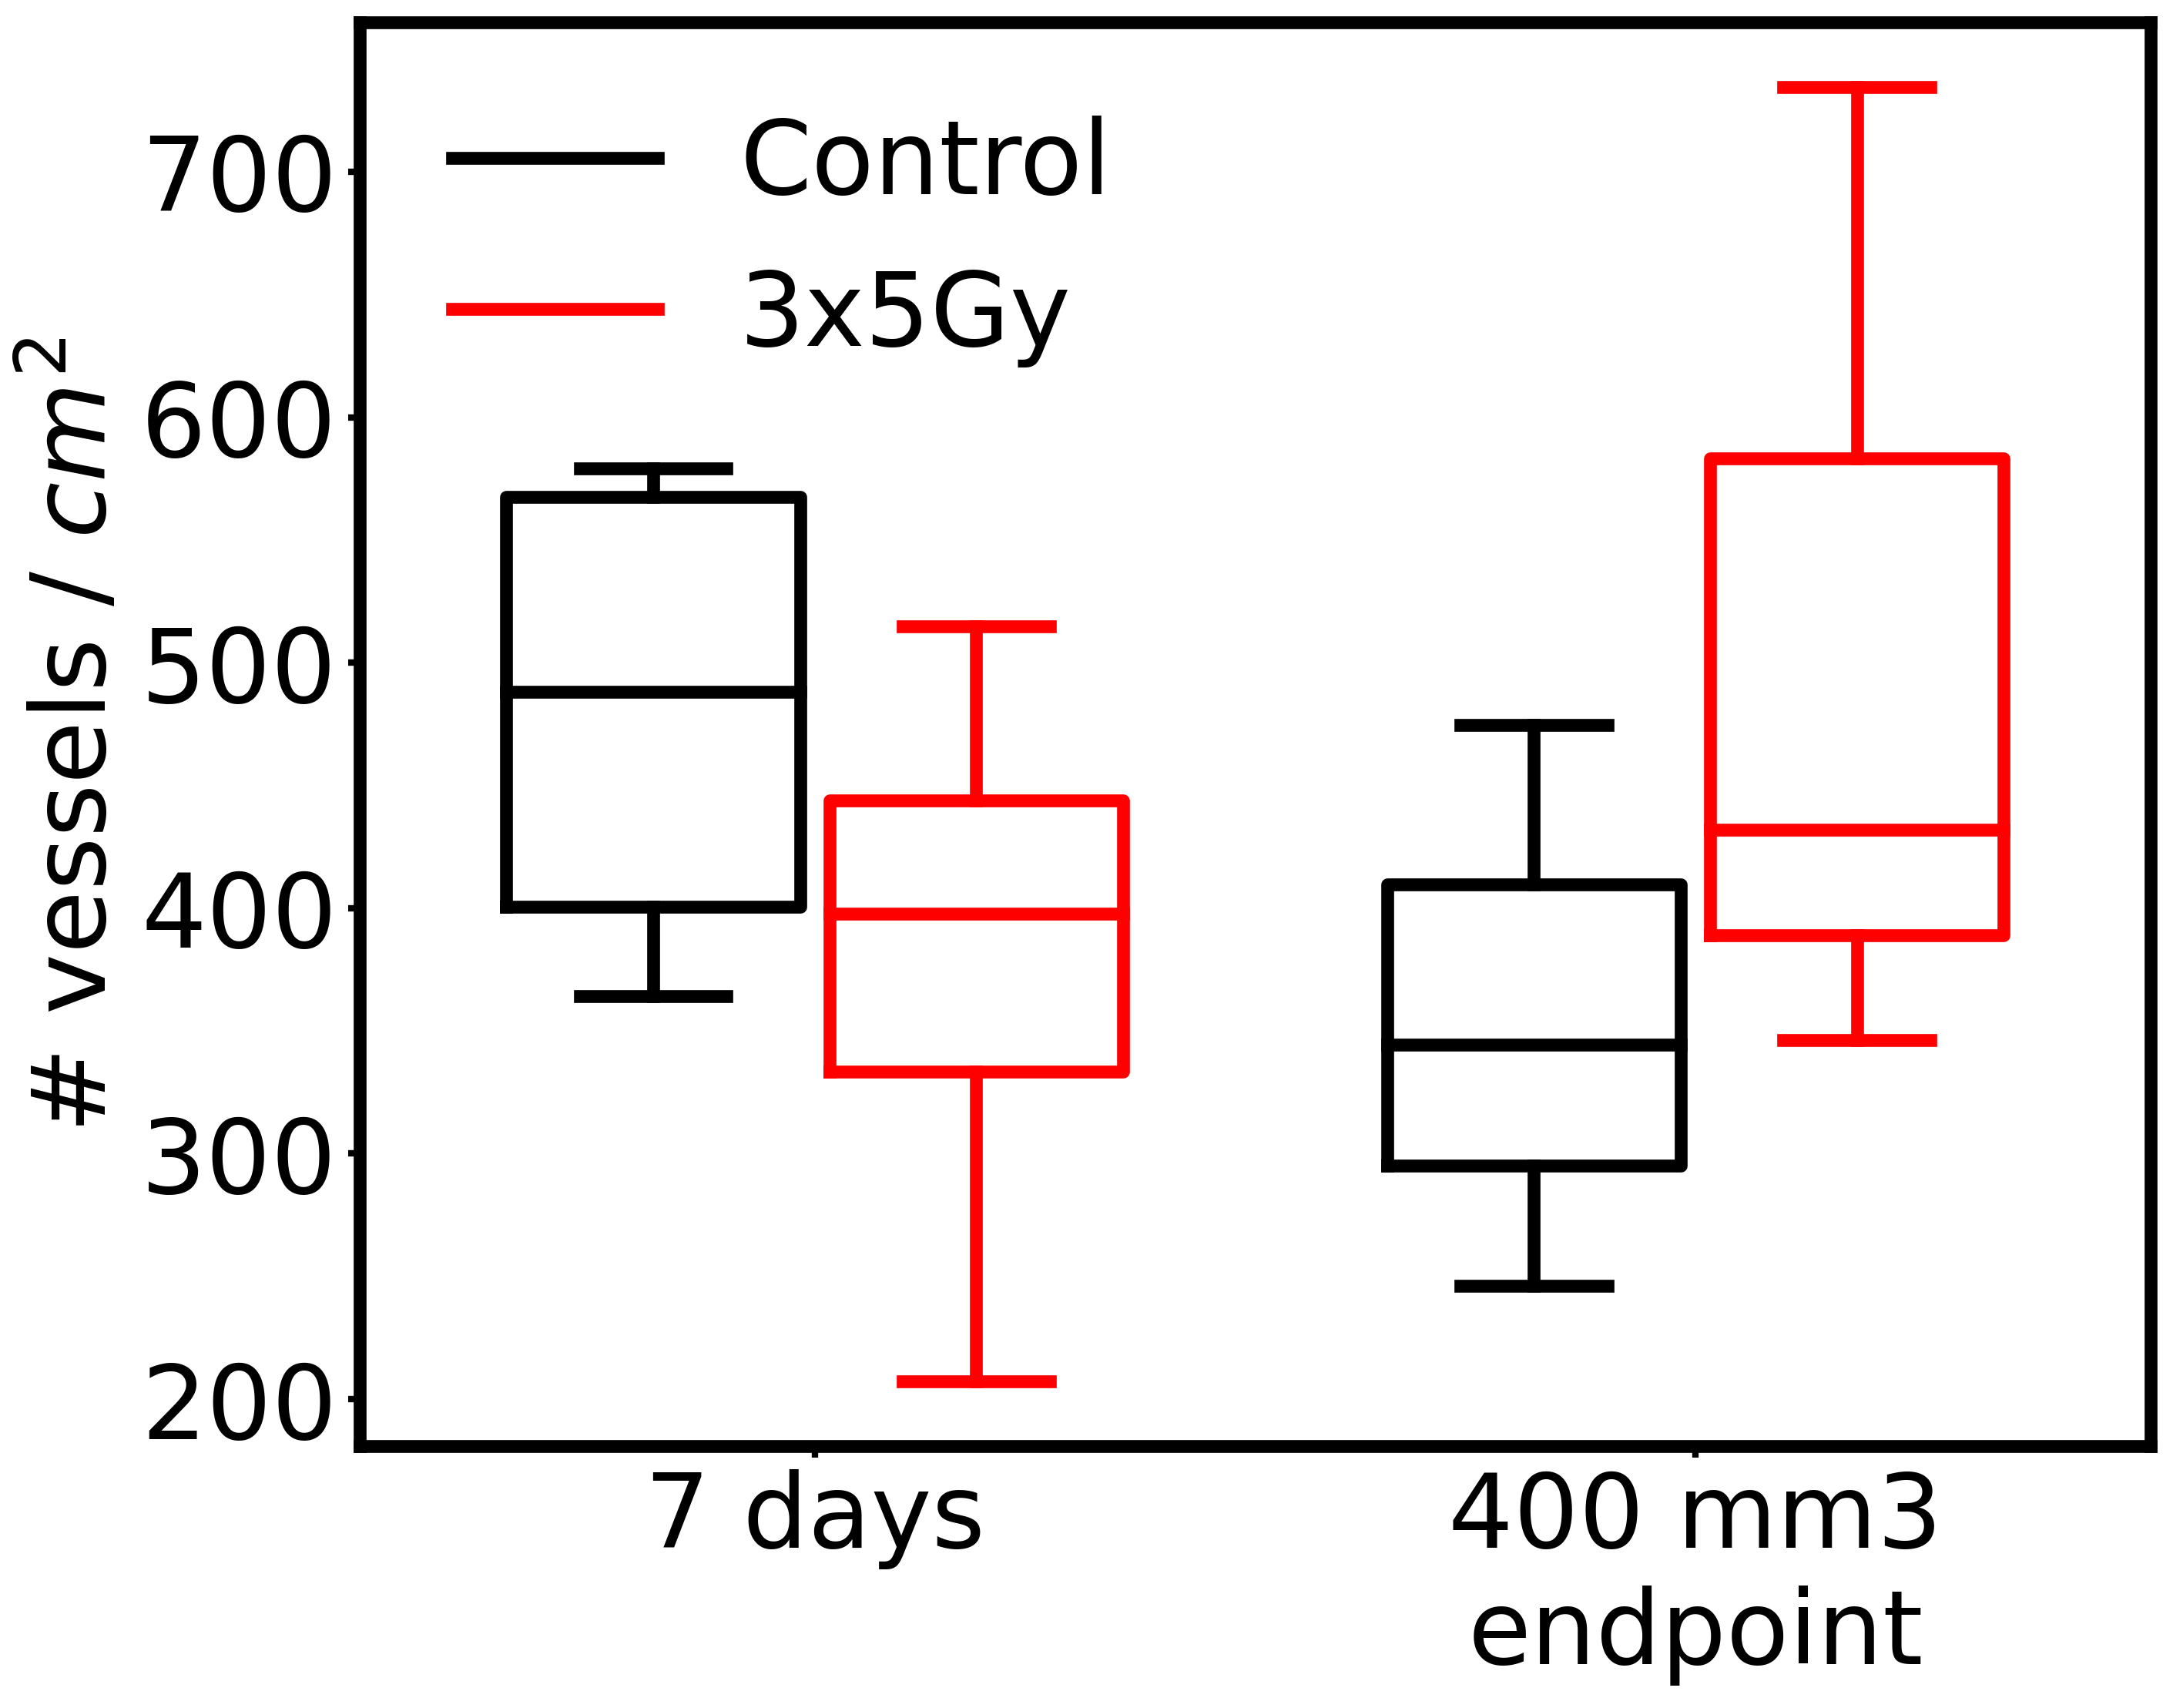 # vessels / cm²
700
600
500
400
300
200
Control
3x5Gy
7 days
400 mm3
endpoint